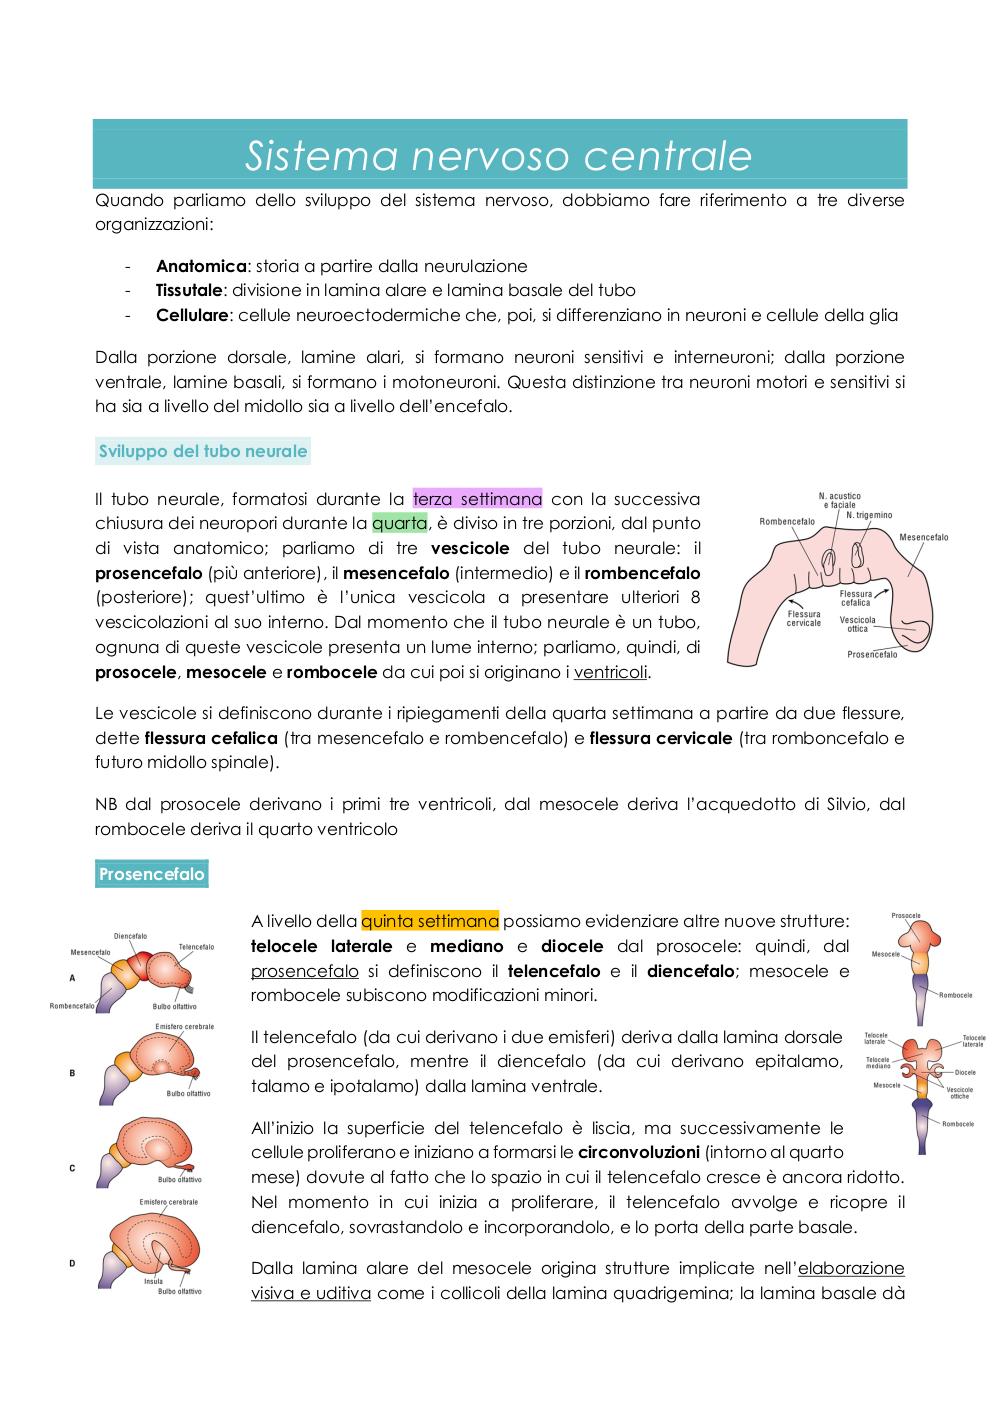 Sistema nervoso centrale
Quando parliamo dello sviluppo del sistema nervoso, dobbiamo fare riferimento a tre diverse
organizzazioni:
- Anatomica: storia a partire dalla neurulazione
- Tissutale: divisione in lamina alare e lamina basale del tubo
- Cellulare: cellule neuroectodermiche che, poi, si differenziano in neuroni e cellule della glia
Dalla porzione dorsale, lamine alari, si formano neuroni sensitivi e interneuroni; dalla porzione
ventrale, lamine basali, si formano i motoneuroni. Questa distinzione tra neuroni motori e sensitivi si
ha sia a livello del midollo sia a livello dell'encefalo.
Sviluppo del tubo neurale
Il tubo neurale, formatosi durante la terza settimana con la successiva
chiusura dei neuropori durante la quarta, è diviso in tre porzioni, dal punto
di vista anatomico; parliamo di tre vescicole del tubo neurale: il
prosencefalo (più anteriore), il mesencefalo (intermedio) e il rombencefalo
(posteriore); quest'ultimo è l'unica vescicola a presentare ulteriori 8
vescicolazioni al suo interno. Dal momento che il tubo neurale è un tubo,
ognuna di queste vescicole presenta un lume interno; parliamo, quindi, di
prosocele, mesocele e rombocele da cui poi si originano i ventricoli.
N. acustico
e faciale
N. trigemino
Rombencefalo
Mesencefalo
Flessura
cefalica
Flessura
cervicale
Vescicola
ottica
Prosencefalo
Le vescicole si definiscono durante i ripiegamenti della quarta settimana a partire da due flessure,
dette flessura cefalica (tra mesencefalo e rombencefalo) e flessura cervicale (tra romboncefalo e
futuro midollo spinale).
NB dal prosocele derivano i primi tre ventricoli, dal mesocele deriva l'acquedotto di Silvio, dal
rombocele deriva il quarto ventricolo
Prosencefalo
A livello della quinta settimana possiamo evidenziare altre nuove strutture:
telocele laterale e mediano e diocele dal prosocele: quindi, dal
prosencefalo si definiscono il telencefalo e il diencefalo; mesocele e
rombocele subiscono modificazioni minori.
Il telencefalo (da cui derivano i due emisferi) deriva dalla lamina dorsale
del prosencefalo, mentre il diencefalo (da cui derivano epitalamo,
talamo e ipotalamo) dalla lamina ventrale.
All'inizio la superficie del telencefalo è liscia, ma successivamente le
cellule proliferano e iniziano a formarsi le circonvoluzioni (intorno al quarto
mese) dovute al fatto che lo spazio in cui il telencefalo cresce è ancora ridotto.
Nel momento in cui inizia a proliferare, il telencefalo avvolge e ricopre il
diencefalo, sovrastandolo e incorporandolo, e lo porta della parte basale.
Dalla lamina alare del mesocele origina strutture implicate nell'elaborazione
visiva e uditiva come i collicoli della lamina quadrigemina; la lamina basale dà
Diencefalo
Mesencefalo
Telencefalo
A
Rombencefalo
Bulbo olfattivo
Emisfero cerebrale
B
Bulbo olfattivo
C
Bulbo olfattivo
Emisfero cerebrale
D
Insula
Bulbo olfattivo
Prosocele
Mesocele
Rombocele
Telocele
laterale
Telocele
laterale
Telocele
mediano
Diocele
Mesocele
Vescicole
ottiche
Rombocele